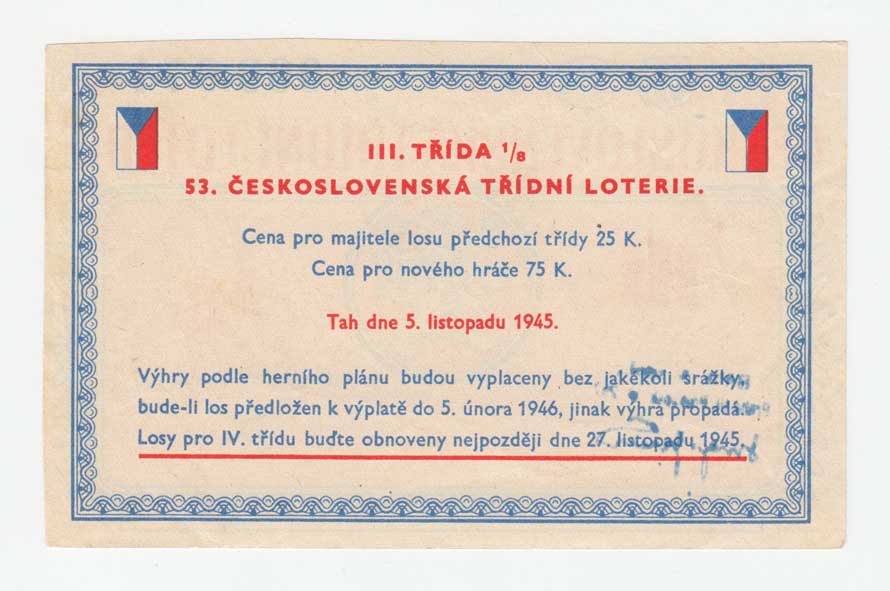 III. TŘÍDA 1/8
53. ČESKOSLOVENSKÁ TŘÍDNÍ LOTERIE.
Cena pro majitele losu předchozí třídy 25 K.
Cena pro nového hráče 75 K.
Tah dne 5. listopadu 1945.
Výhry podle herního plánu budou vyplaceny bez jakékoli srážky,
bude-li los předložen k výplatě do 5. února 1946, jinak výhra propadá.
Losy pro IV. třídu buďte obnoveny nejpozději dne 27. listopadu 1945.